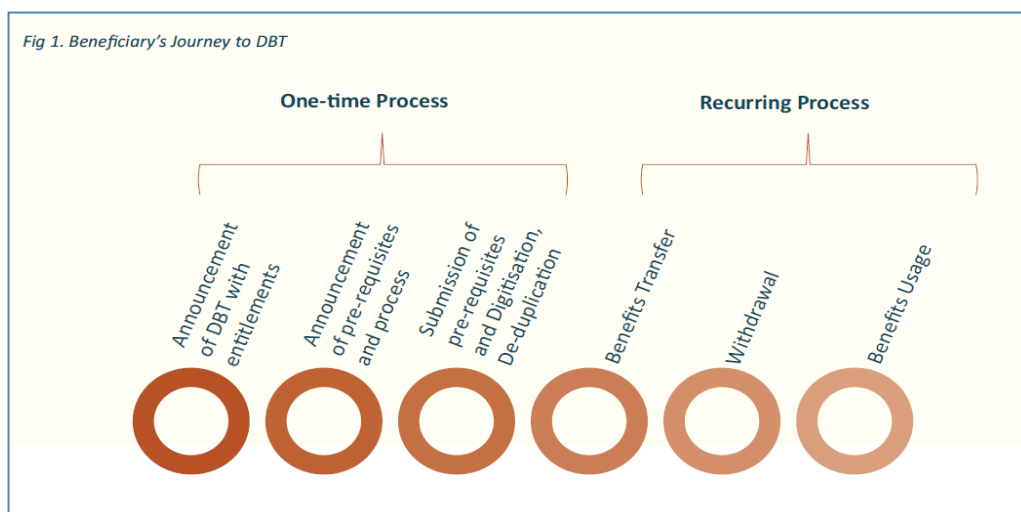 Fig 1. Beneficiary's Journey to DBT
One-time Process
Recurring Process
Announcement
of DBT with
entitlements
Announcement
of pre-requisites
and process
Submission of
pre-requisites
and Digitisation,
De-duplication
Benefits Transfer
Withdrawal
Benefits Usage